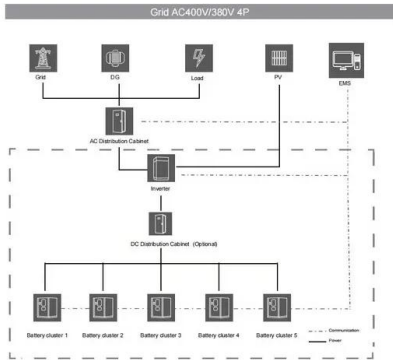 Grid AC400V/380V 4P
Grid
DG
Load
PV
EMS
AC Distribution Cabinet
Inverter
DC Distribution Cabinet (Optional)
Battery cluster 1
Battery cluster 2
Battery cluster 3
Battery cluster 4
Battery cluster 5
Communication
Power